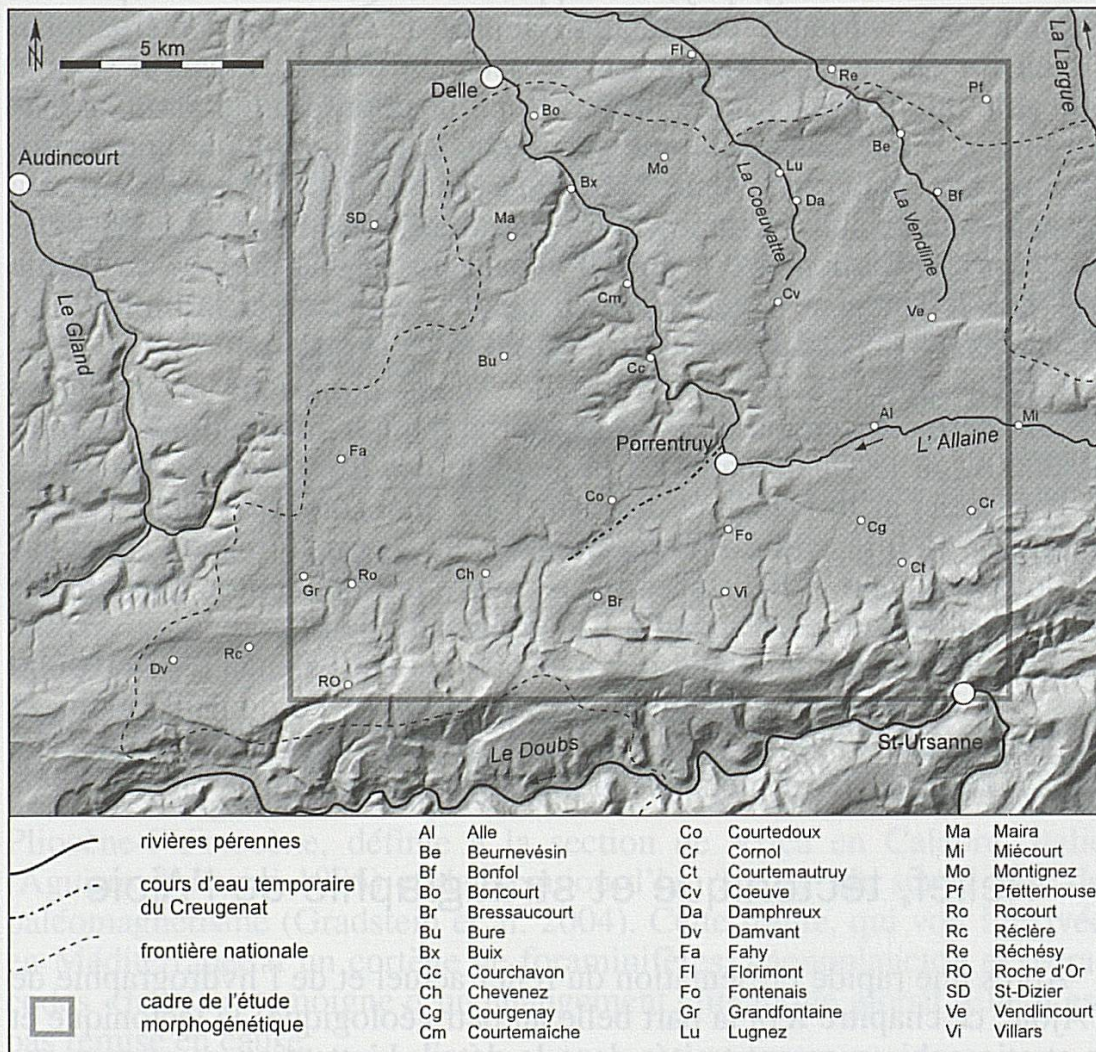 N
5 km
Delle
Audincourt
Le Gland
La Largue
La Coeuvatte
La Vendline
L' Allaine
Porrentruy
Le Doubs
St-Ursanne
Fl
Re
Pf
Bo
Be
Mo
Lu
Bx
Da
Bf
SD
Ma
Cm
Cv
Ve
Bu
Cc
Al
Mi
Fa
Co
Fo
Cg
Cr
Ct
Gr
Ro
Ch
Br
Vi
Dv
Rc
RO
rivières pérennes
cours d'eau temporaire
du Creugenat
frontière nationale
cadre de l'étude
morphogénétique
Al Alle
Be Beurnevésin
Bf Bonfol
Bo Boncourt
Br Bressaucourt
Bu Bure
Bx Buix
Cc Courchavon
Ch Chevenez
Cg Courgenay
Cm Courtemaîche
Co Courtedoux
Cr Cornol
Ct Courtemautruy
Cv Coeuve
Da Damphreux
Dv Damvant
Fa Fahy
Fl Florimont
Fo Fontenais
Gr Grandfontaine
Lu Lugnez
Ma Maira
Mi Miécourt
Mo Montignez
Pf Pfetterhouse
Ro Rocourt
Rc Réclère
Re Réchésy
RO Roche d'Or
SD St-Dizier
Ve Vendlincourt
Vi Villars